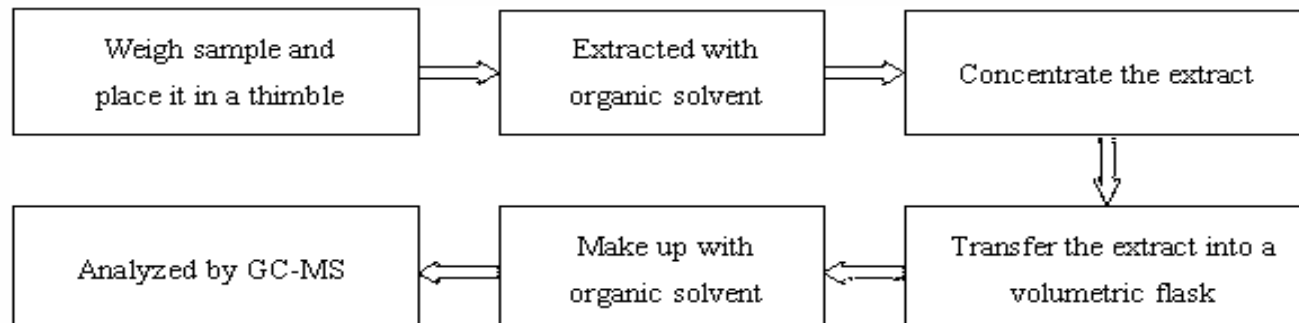 Weigh sample and
place it in a thimble
Extracted with
organic solvent
Concentrate the extract
Transfer the extract into a
volumetric flask
Make up with
organic solvent
Analyzed by GC-MS